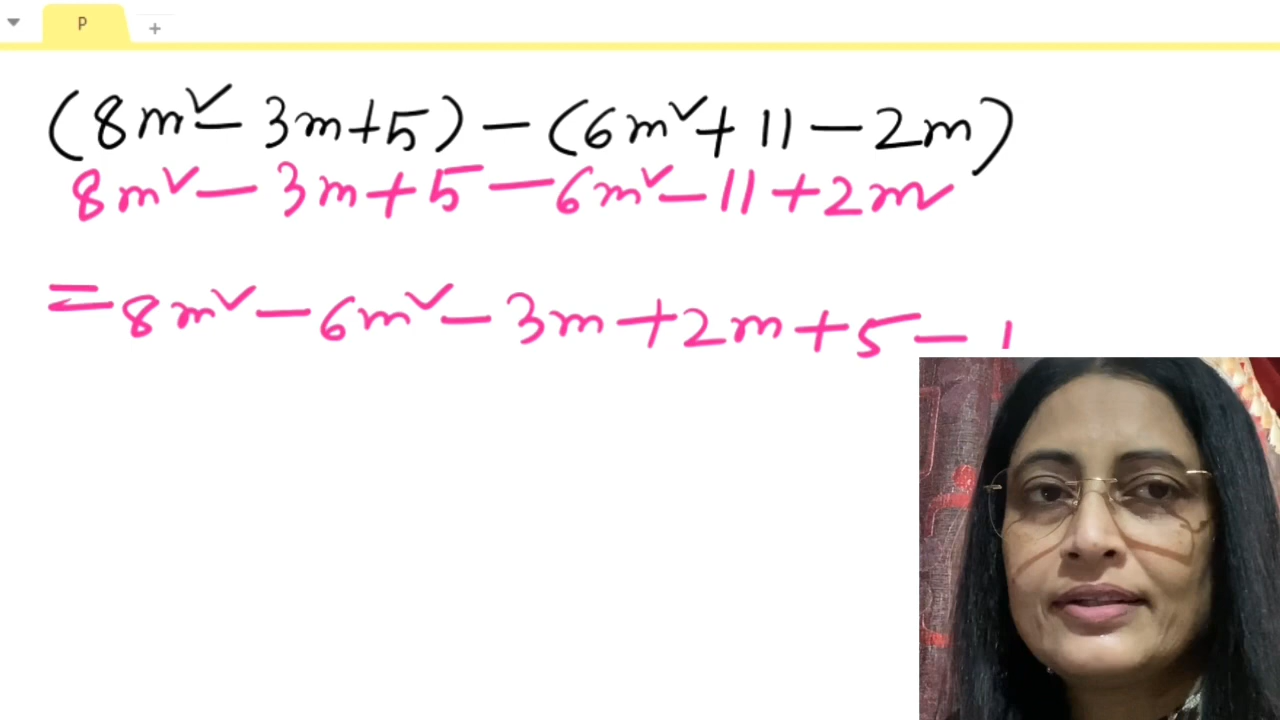 P
(8m² - 3m + 5) - (6m² + 11 - 2m)
8m² - 3m + 5 - 6m² - 11 + 2m
= 8m² - 6m² - 3m + 2m + 5 - 1